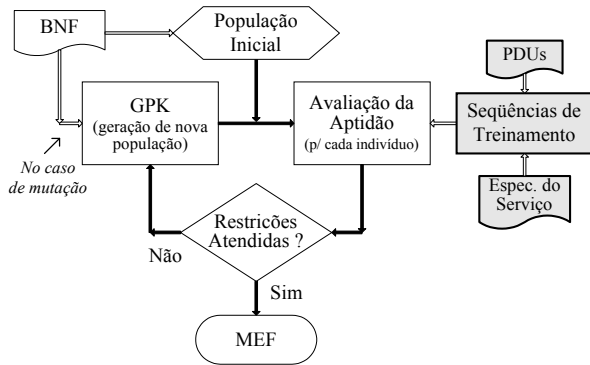 BNF
População
Inicial
PDUs
GPK
(geração de nova
população)
Avaliação da
Aptidão
(p/ cada indivíduo)
Seqüências de
Treinamento
No caso
de mutação
Espec. do
Serviço
Restricões
Atendidas ?
Não
Sim
MEF